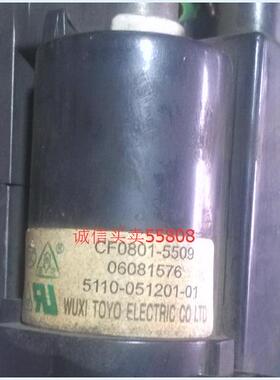 诚信买卖55808
CF0801-5509
06081576
5110-051201-01
WUXI TOYO ELECTRIC CO LTD